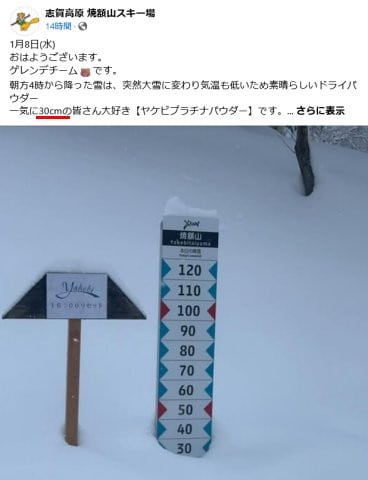 志賀高原 焼額山スキー場
14時間
1月8日(水)
おはようございます。
ゲレンデチーム🐻です。
朝方4時から降った雪は、突然大雪に変わり気温も低いため素晴らしいドライパウダー
一気に30cmの皆さん大好き【ヤケビプラチナパウダー】です。... さらに表示
焼額山
Yakebitaiyama
本日の積雪
120
110
100
90
80
70
60
50
40
30
Yakebi